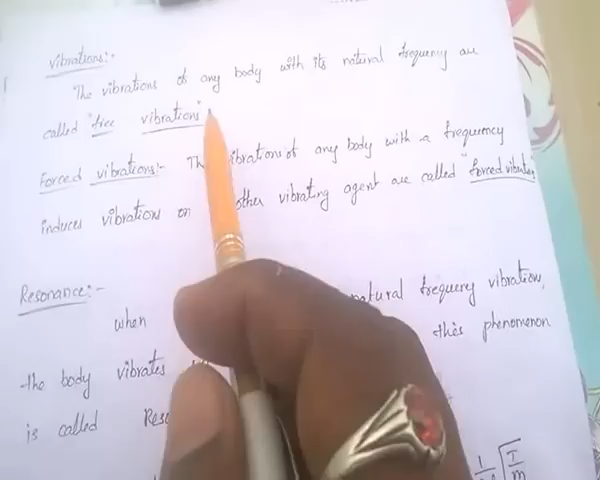 Vibrations:-
The vibrations of any body with its natural frequency are
called "free vibrations"
Forced vibrations:- The vibrations of any body with a frequency
induces vibration on other vibrating agent are called "forced vibrations
Resonance:-
when natural frequency vibration,
the body vibrates this phenomenon
is called